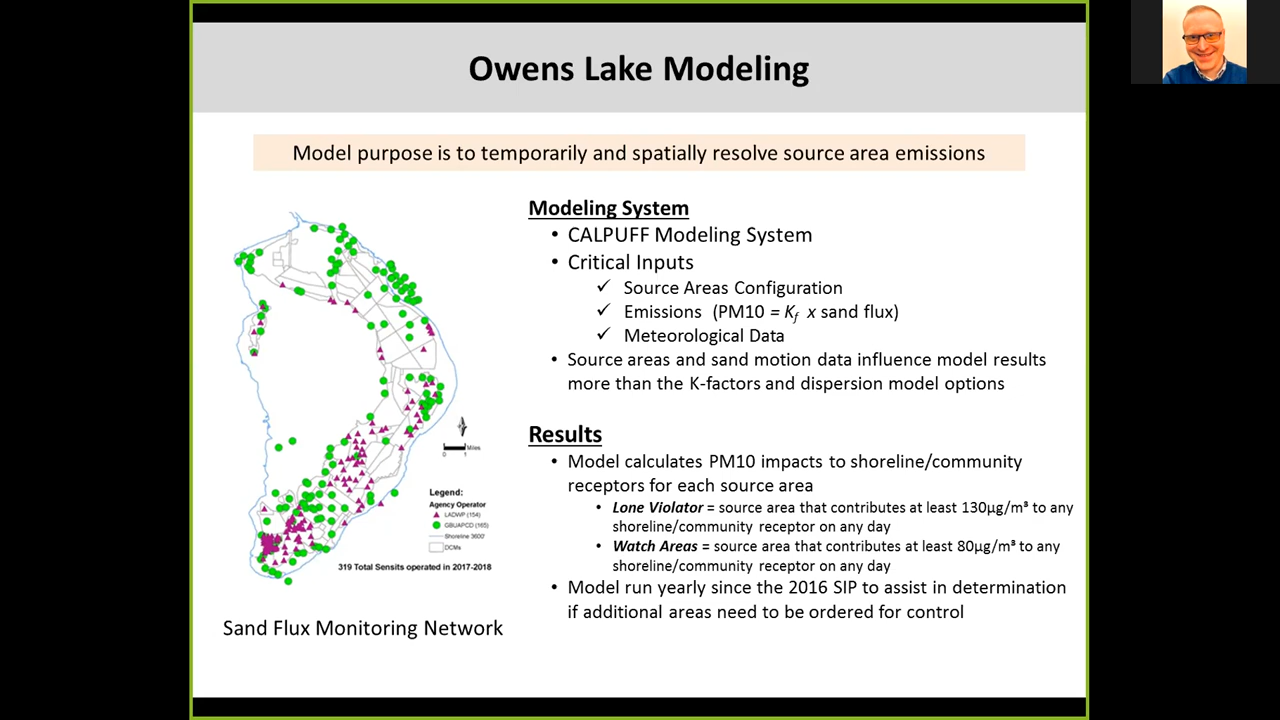 Owens Lake Modeling
Model purpose is to temporarily and spatially resolve source area emissions
Modeling System
• CALPUFF Modeling System
• Critical Inputs
✓ Source Areas Configuration
✓ Emissions (PM10 = Kf x sand flux)
✓ Meteorological Data
• Source areas and sand motion data influence model results
more than the K-factors and dispersion model options
Results
• Model calculates PM10 impacts to shoreline/community
receptors for each source area
• Lone Violator = source area that contributes at least 130µg/m³ to any
shoreline/community receptor on any day
• Watch Areas = source area that contributes at least 80µg/m³ to any
shoreline/community receptor on any day
• Model run yearly since the 2016 SIP to assist in determination
if additional areas need to be ordered for control
Miles
0 1
Legend:
Agency Operator
LADWP (154)
GBUAPCD (165)
Shoreline 3600'
DCMs
319 Total Sensits operated in 2017-2018
Sand Flux Monitoring Network